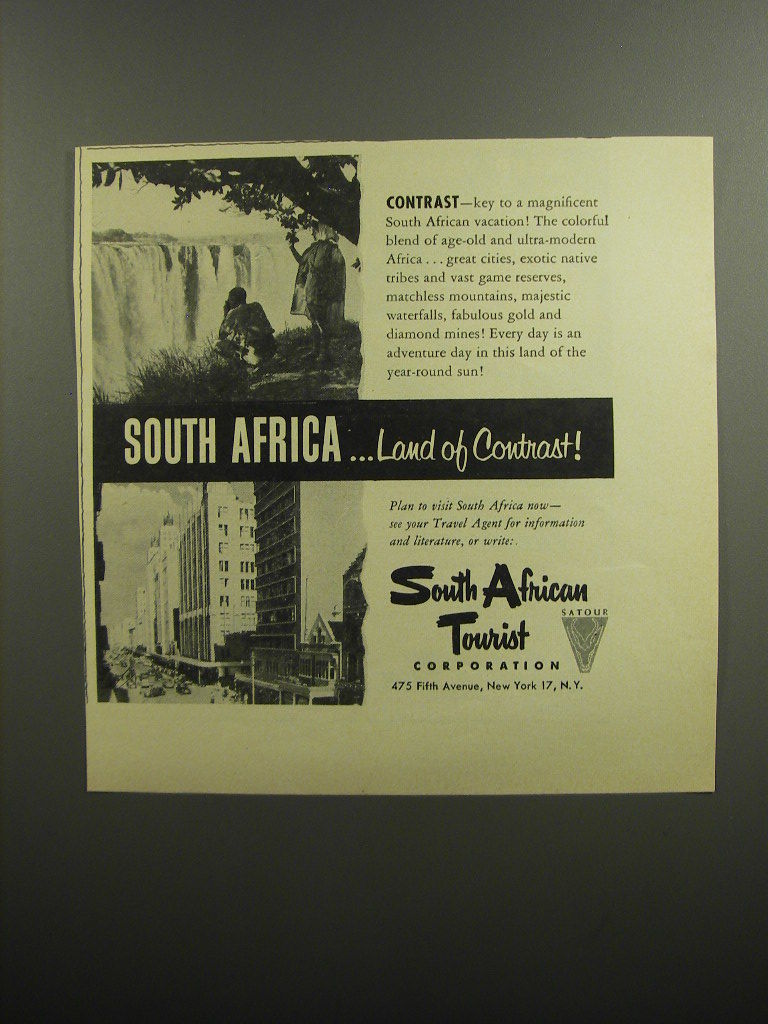 CONTRAST—key to a magnificent
South African vacation! The colorful
blend of age-old and ultra-modern
Africa . . . great cities, exotic native
tribes and vast game reserves,
matchless mountains, majestic
waterfalls, fabulous gold and
diamond mines! Every day is an
adventure day in this land of the
year-round sun!
SOUTH AFRICA ...Land of Contrast!
Plan to visit South Africa now—
see your Travel Agent for information
and literature, or write:
South African
SATOUR
Tourist
CORPORATION
475 Fifth Avenue, New York 17, N.Y.